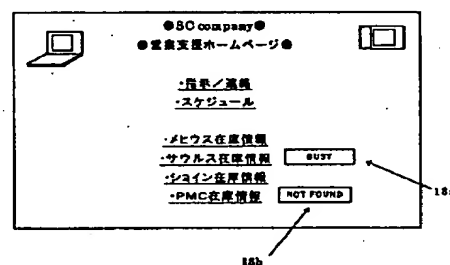 ●SC company●
●営業支援ホームページ●
・指示／連絡
・スケジュール
・メビウス在庫情報
・サウルス在庫情報 BUSY
・ショイン在庫情報
・PMC在庫情報 NOT FOUND
18b